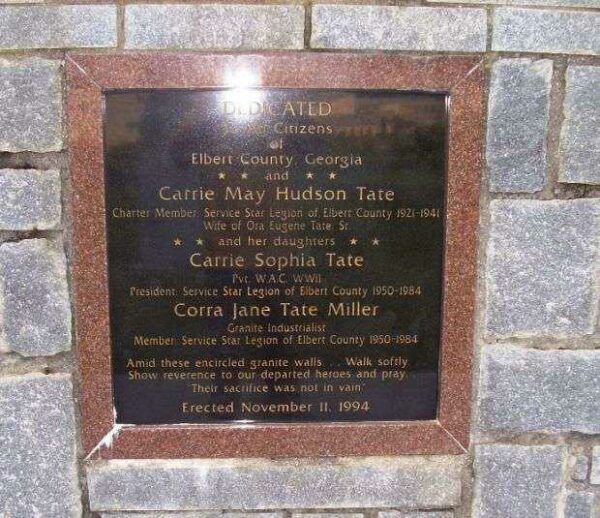 DEDICATED
Citizens
of
Elbert County, Georgia
★ ★ and ★ ★
Carrie May Hudson Tate
Charter Member, Service Star Legion of Elbert County 1921-1941
Wife of Ora Eugene Tate, Sr.
★ ★ and her daughters ★ ★
Carrie Sophia Tate
Pvt. W.A.C. WWII
President, Service Star Legion of Elbert County 1950-1984
Corra Jane Tate Miller
Granite Industrialist
Member, Service Star Legion of Elbert County 1950-1984
Amid these encircled granite walls . . . Walk softly.
Show reverence to our departed heroes and pray...
"Their sacrifice was not in vain."
Erected November 11, 1994